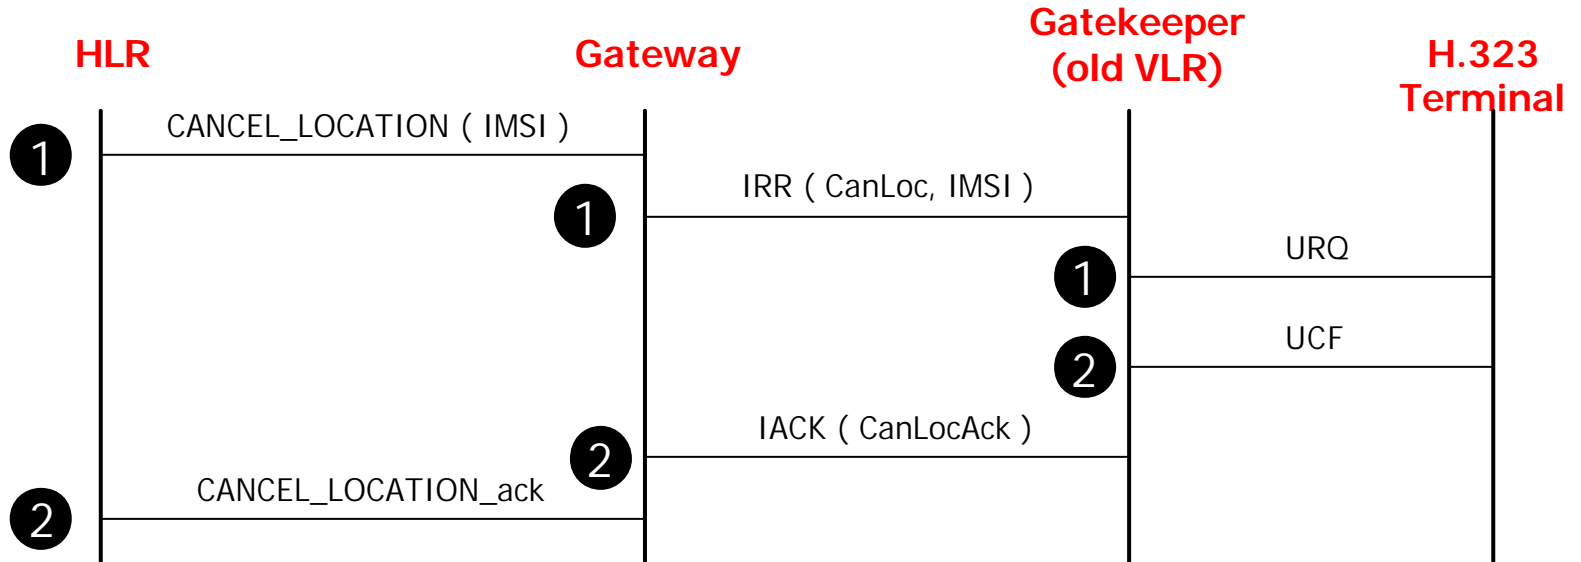 HLR
Gateway
Gatekeeper
(old VLR)
H.323
Terminal
CANCEL_LOCATION ( IMSI )
1
IRR ( CanLoc, IMSI )
1
URQ
1
UCF
2
IACK ( CanLocAck )
2
CANCEL_LOCATION_ack
2